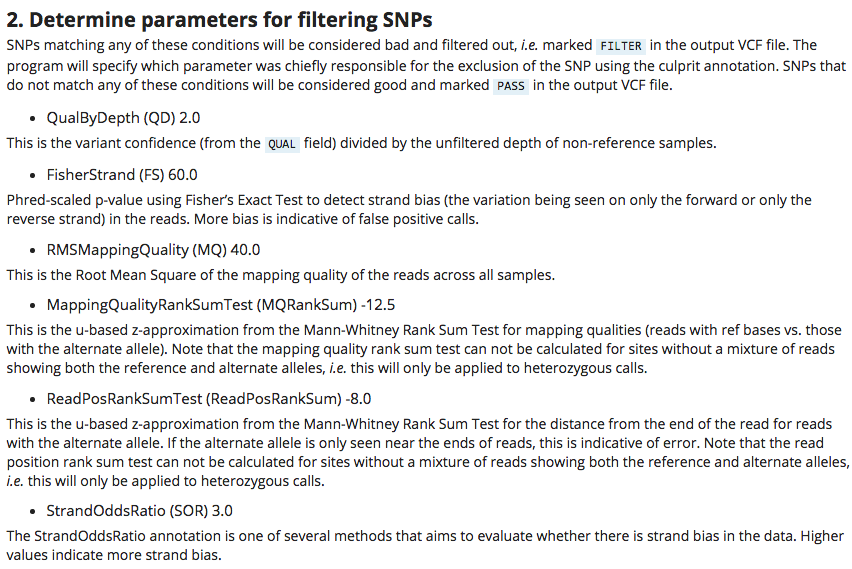 2. Determine parameters for filtering SNPs
SNPs matching any of these conditions will be considered bad and filtered out, i.e. marked FILTER in the output VCF file. The
program will specify which parameter was chiefly responsible for the exclusion of the SNP using the culprit annotation. SNPs that
do not match any of these conditions will be considered good and marked PASS in the output VCF file.
• QualByDepth (QD) 2.0
This is the variant confidence (from the QUAL field) divided by the unfiltered depth of non-reference samples.
• FisherStrand (FS) 60.0
Phred-scaled p-value using Fisher's Exact Test to detect strand bias (the variation being seen on only the forward or only the
reverse strand) in the reads. More bias is indicative of false positive calls.
• RMSMappingQuality (MQ) 40.0
This is the Root Mean Square of the mapping quality of the reads across all samples.
• MappingQualityRankSumTest (MQRankSum) -12.5
This is the u-based z-approximation from the Mann-Whitney Rank Sum Test for mapping qualities (reads with ref bases vs. those
with the alternate allele). Note that the mapping quality rank sum test can not be calculated for sites without a mixture of reads
showing both the reference and alternate alleles, i.e. this will only be applied to heterozygous calls.
• ReadPosRankSumTest (ReadPosRankSum) -8.0
This is the u-based z-approximation from the Mann-Whitney Rank Sum Test for the distance from the end of the read for reads
with the alternate allele. If the alternate allele is only seen near the ends of reads, this is indicative of error. Note that the read
position rank sum test can not be calculated for sites without a mixture of reads showing both the reference and alternate alleles,
i.e. this will only be applied to heterozygous calls.
• StrandOddsRatio (SOR) 3.0
The StrandOddsRatio annotation is one of several methods that aims to evaluate whether there is strand bias in the data. Higher
values indicate more strand bias.